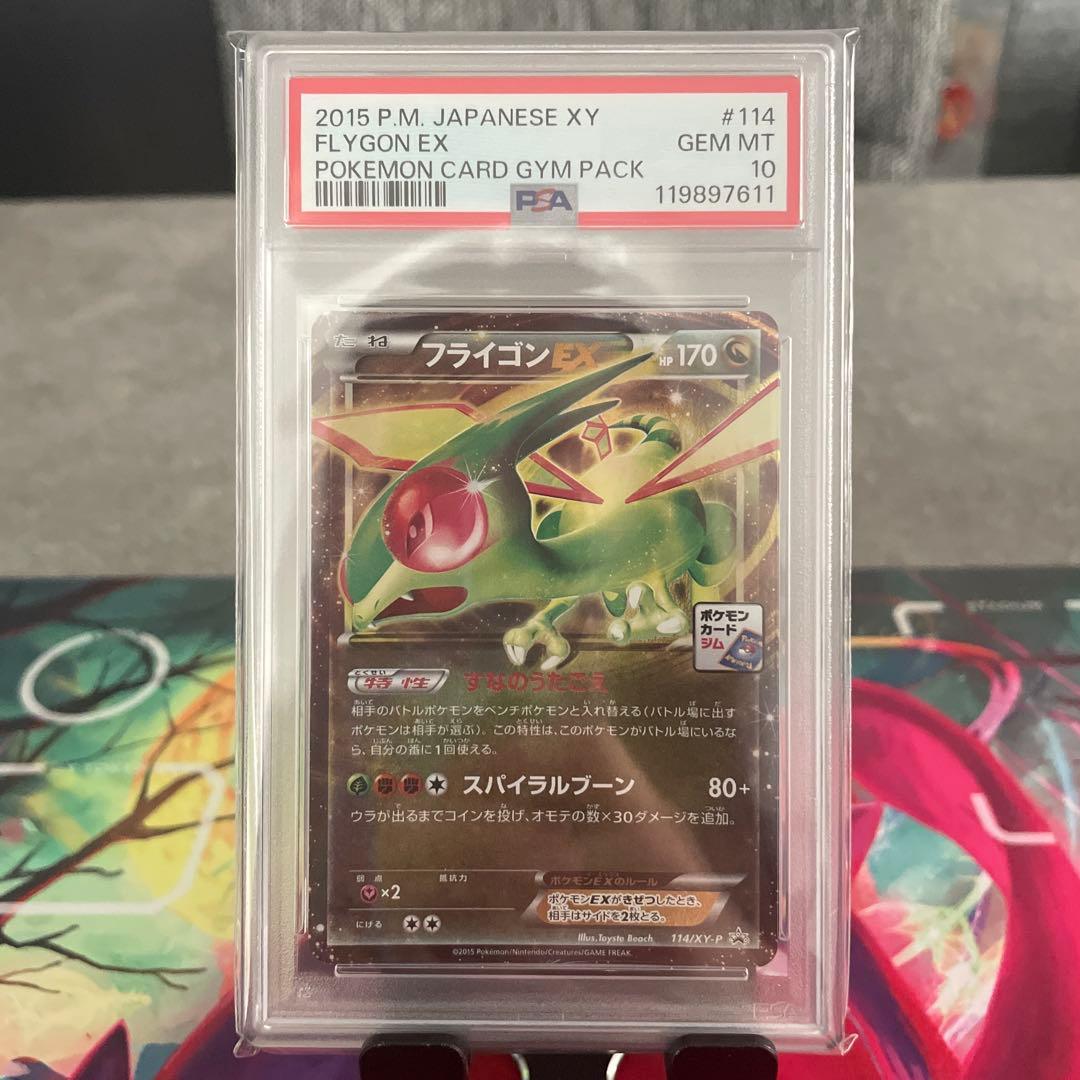 2015 P.M. JAPANESE XY #114
FLYGON EX GEM MT
POKEMON CARD GYM PACK 10
PSA 119897611
たね フライゴンEX HP 170
ポケモン
カード
ジム
とくせい
特性 すなのうたごえ
相手のバトルポケモンをベンチポケモンと入れ替える(バトル場に出す
ポケモンは相手が選ぶ)。この特性は、このポケモンがバトル場にいるな
ら、自分の番に1回使える。
スパイラルブーン 80+
ウラが出るまでコインを投げ、オモテの数×30ダメージを追加。
弱点 抵抗力
×2
ポケモンEXのルール
ポケモンEXがきぜつしたとき、
相手はサイドを2枚とる。
にげる
Illus. Toyste Beach 114/XY-P
©2015 Pokémon/Nintendo/Creatures/GAME FREAK.